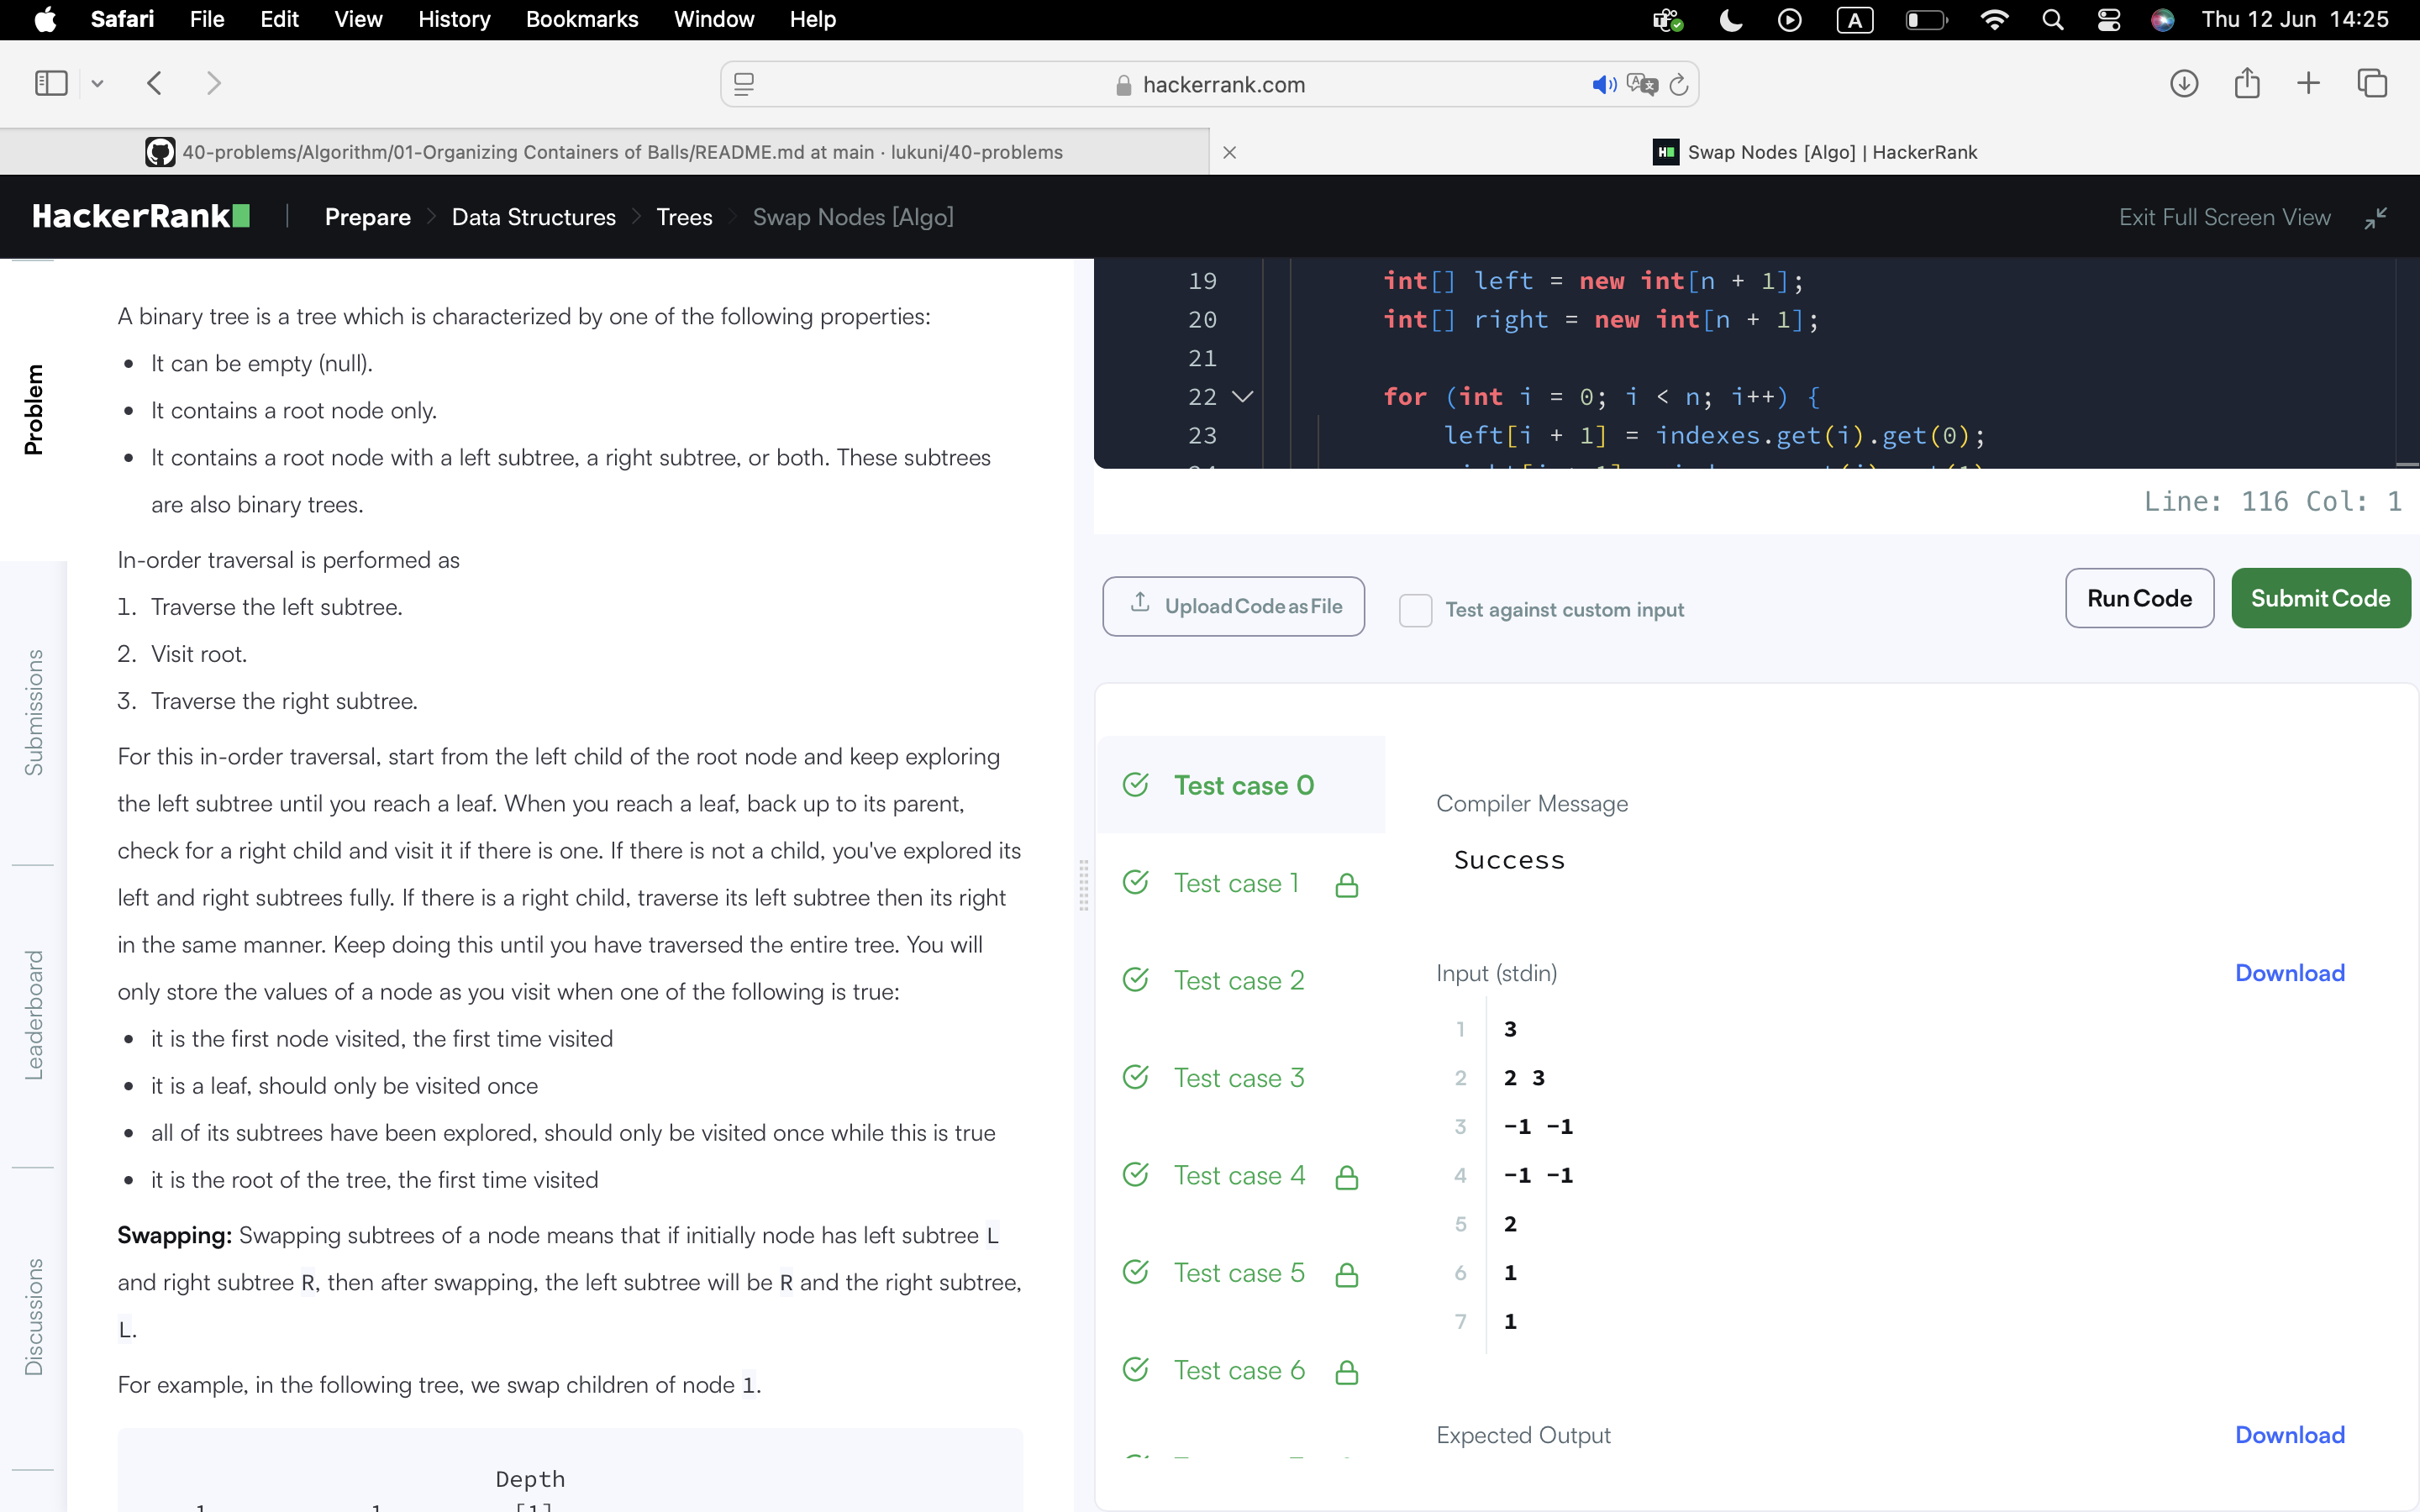 Safari File Edit View History Bookmarks Window Help
A
Thu 12 Jun 14:25
hackerrank.com
40-problems/Algorithm/01-Organizing Containers of Balls/README.md at main · lukuni/40-problems
Swap Nodes [Algo] | HackerRank
HackerRank
Prepare > Data Structures > Trees > Swap Nodes [Algo]
Exit Full Screen View
Problem
Submissions
Leaderboard
Discussions
A binary tree is a tree which is characterized by one of the following properties:
• It can be empty (null).
• It contains a root node only.
• It contains a root node with a left subtree, a right subtree, or both. These subtrees
are also binary trees.
In-order traversal is performed as
1. Traverse the left subtree.
2. Visit root.
3. Traverse the right subtree.
For this in-order traversal, start from the left child of the root node and keep exploring
the left subtree until you reach a leaf. When you reach a leaf, back up to its parent,
check for a right child and visit it if there is one. If there is not a child, you've explored its
left and right subtrees fully. If there is a right child, traverse its left subtree then its right
in the same manner. Keep doing this until you have traversed the entire tree. You will
only store the values of a node as you visit when one of the following is true:
• it is the first node visited, the first time visited
• it is a leaf, should only be visited once
• all of its subtrees have been explored, should only be visited once while this is true
• it is the root of the tree, the first time visited
Swapping: Swapping subtrees of a node means that if initially node has left subtree L
and right subtree R, then after swapping, the left subtree will be R and the right subtree,
L.
For example, in the following tree, we swap children of node 1.
Depth
19 int[] left = new int[n + 1];
20 int[] right = new int[n + 1];
21
22 for (int i = 0; i < n; i++) {
23 left[i + 1] = indexes.get(i).get(0);
Line: 116 Col: 1
Upload Code as File
Test against custom input
Run Code
Submit Code
Test case 0
Test case 1
Test case 2
Test case 3
Test case 4
Test case 5
Test case 6
Compiler Message
Success
Input (stdin)
Download
1 3
2 2 3
3 -1 -1
4 -1 -1
5 2
6 1
7 1
Expected Output
Download